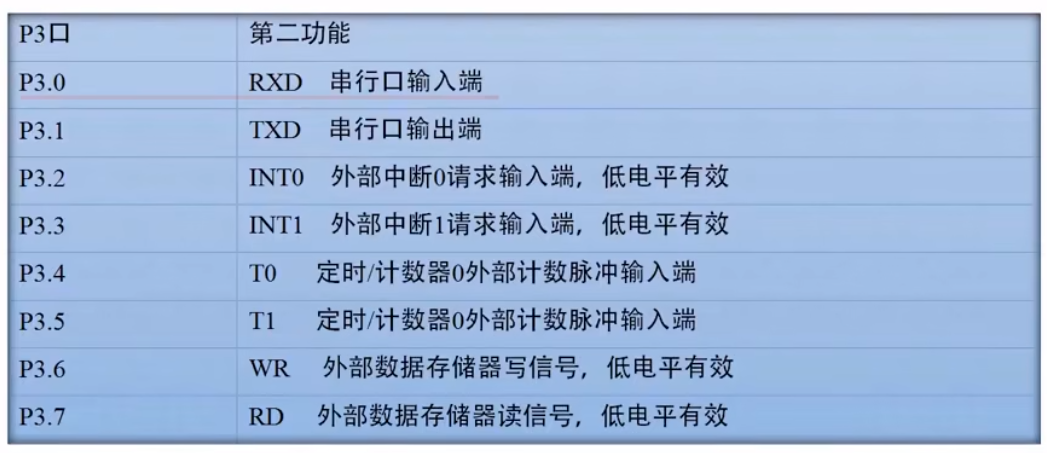 P3口 第二功能
P3.0 RXD 串行口输入端
P3.1 TXD 串行口输出端
P3.2 INT0 外部中断0请求输入端，低电平有效
P3.3 INT1 外部中断1请求输入端，低电平有效
P3.4 T0 定时/计数器0外部计数脉冲输入端
P3.5 T1 定时/计数器0外部计数脉冲输入端
P3.6 WR 外部数据存储器写信号，低电平有效
P3.7 RD 外部数据存储器读信号，低电平有效